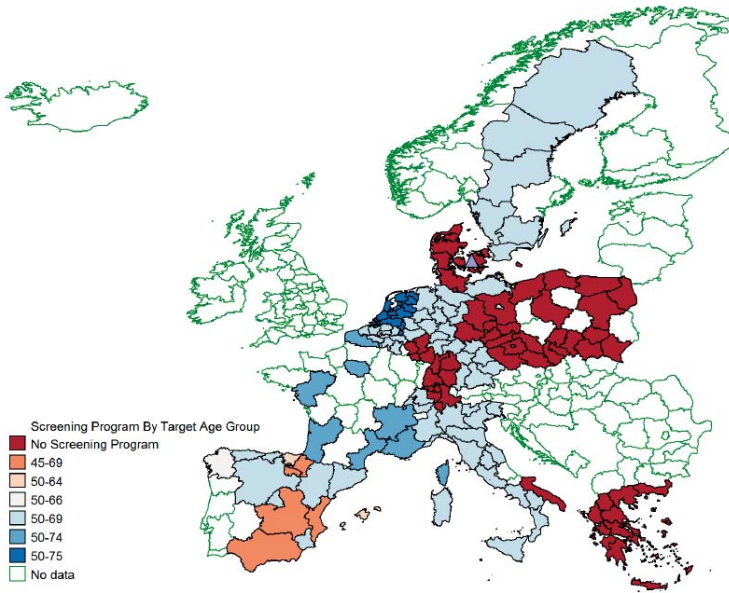 Screening Program By Target Age Group
No Screening Program
45-69
50-64
50-66
50-69
50-74
50-75
No data